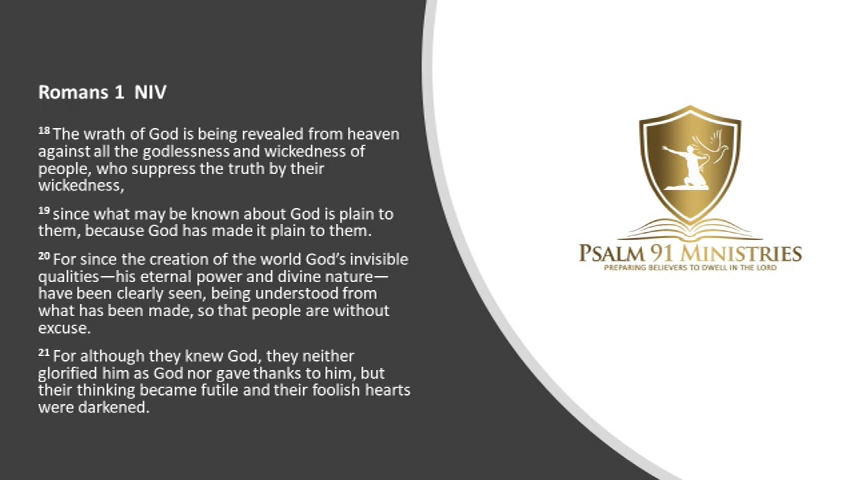 Romans 1 NIV
18 The wrath of God is being revealed from heaven
against all the godlessness and wickedness of
people, who suppress the truth by their
wickedness,
19 since what may be known about God is plain to
them, because God has made it plain to them.
20 For since the creation of the world God’s invisible
qualities—his eternal power and divine nature—
have been clearly seen, being understood from
what has been made, so that people are without
excuse.
21 For although they knew God, they neither
glorified him as God nor gave thanks to him, but
their thinking became futile and their foolish hearts
were darkened.
PSALM 91 MINISTRIES
PREPARING BELIEVERS TO DWELL IN THE LORD